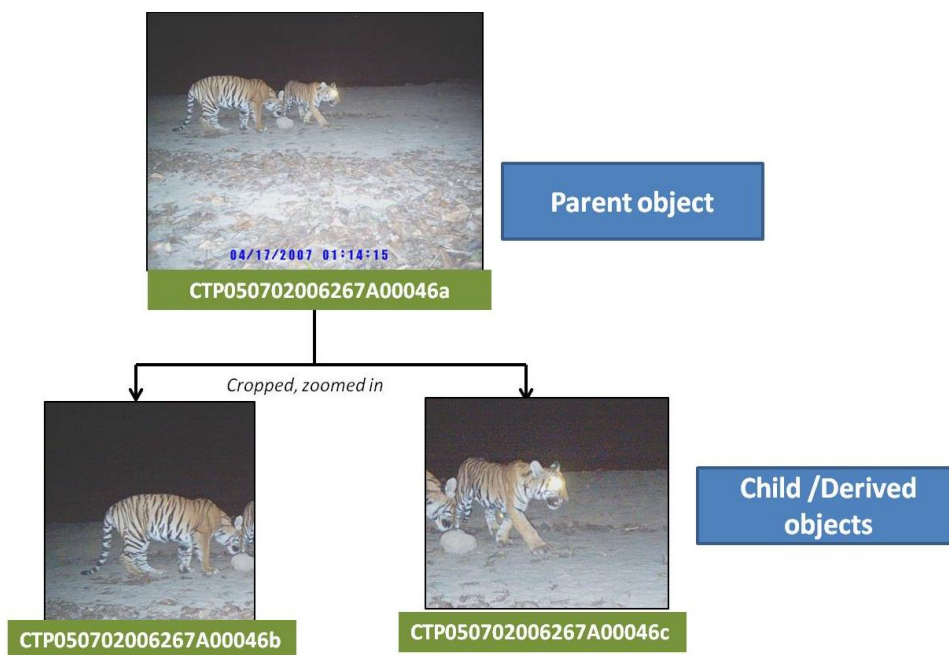 Parent object
04/17/2007 01:14:15
CTP050702006267A00046a
Cropped, zoomed in
Child /Derived
objects
CTP050702006267A00046b
CTP050702006267A00046c